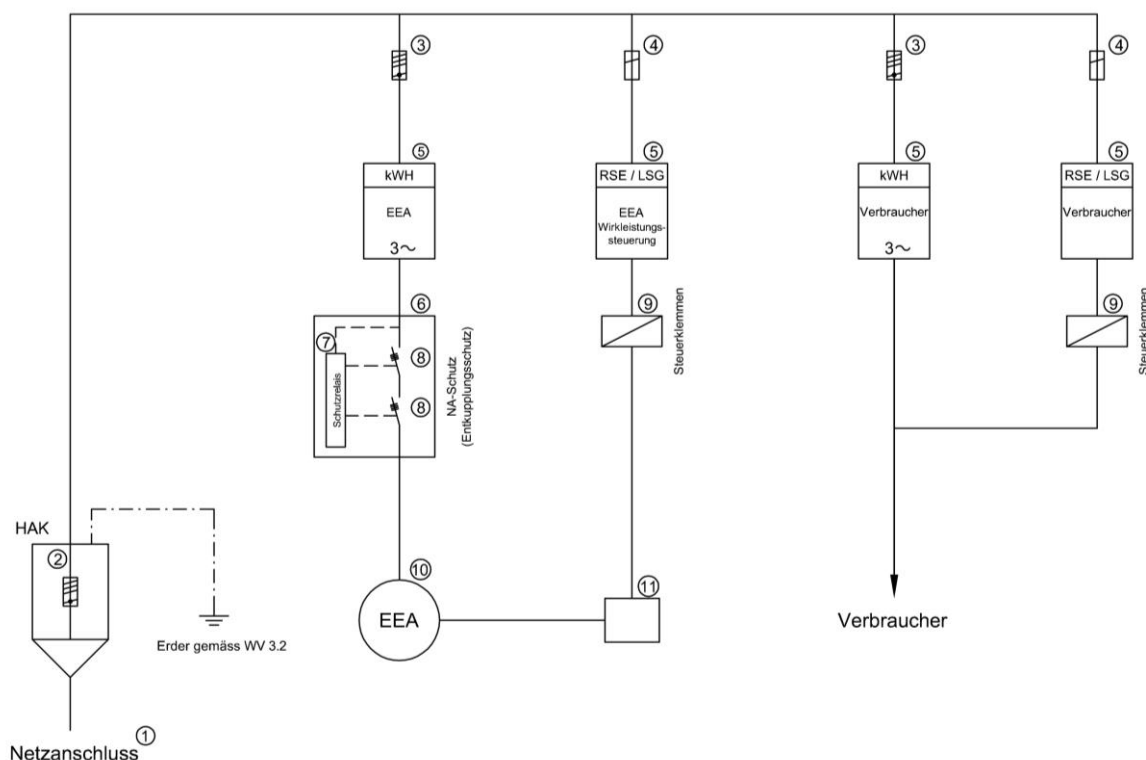 ③
④
③
④
⑤
⑤
⑤
⑤
kWH
EEA
3~
RSE / LSG
EEA
Wirkleistungs-
steuerung
kWH
Verbraucher
3~
RSE / LSG
Verbraucher
⑥
⑦
Schutzrelais
⑧
⑧
NA-Schutz
(Entkupplungsschutz)
⑨
Steuerklemmen
⑨
Steuerklemmen
HAK
②
Erder gemäss WV 3.2
⑩
EEA
⑪
Verbraucher
Netzanschluss ①